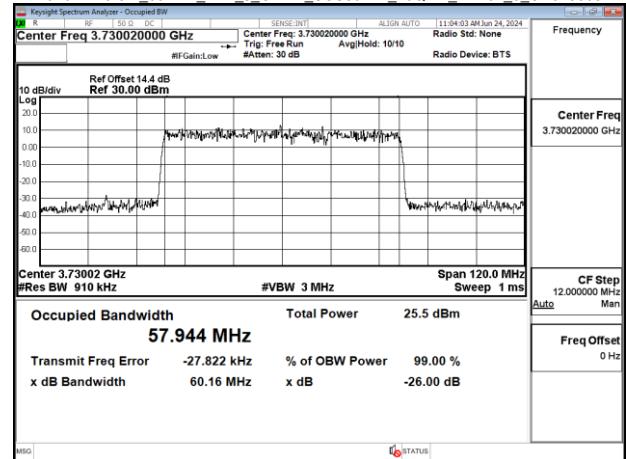 Keysight Spectrum Analyzer - Occupied BW
R RF 50 Ω DC SENSE:INT ALIGN AUTO 11:04:03 AM Jun 24, 2024
Center Freq 3.730020000 GHz
Center Freq: 3.730020000 GHz
Radio Std: None
Trig: Free Run Avg|Hold: 10/10
#IFGain:Low #Atten: 30 dB
Radio Device: BTS
Frequency
Ref Offset 14.4 dB
10 dB/div Ref 30.00 dBm
Log
20.0
10.0
0.00
-10.0
-20.0
-30.0
-40.0
-50.0
-60.0
Center 3.73002 GHz
Span 120.0 MHz
#Res BW 910 kHz
#VBW 3 MHz
Sweep 1 ms
Occupied Bandwidth
Total Power 25.5 dBm
57.944 MHz
Transmit Freq Error -27.822 kHz
% of OBW Power 99.00 %
x dB Bandwidth 60.16 MHz
x dB -26.00 dB
Center Freq
3.730020000 GHz
CF Step
12.000000 MHz
Auto Man
Freq Offset
0 Hz
MSG
STATUS